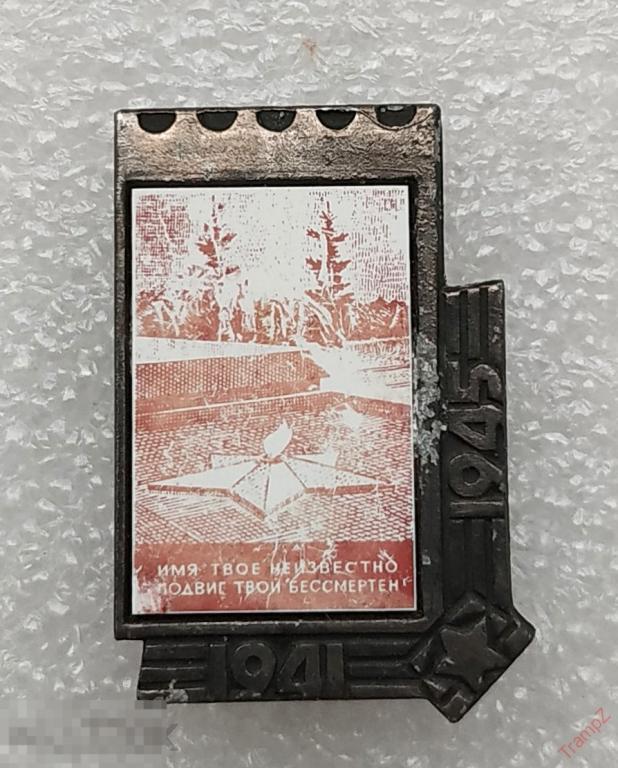 ИМЯ ТВОЕ НЕИЗВЕСТНО
ПОДВИГ ТВОЙ БЕССМЕРТЕН
1945
1941
TrampZ